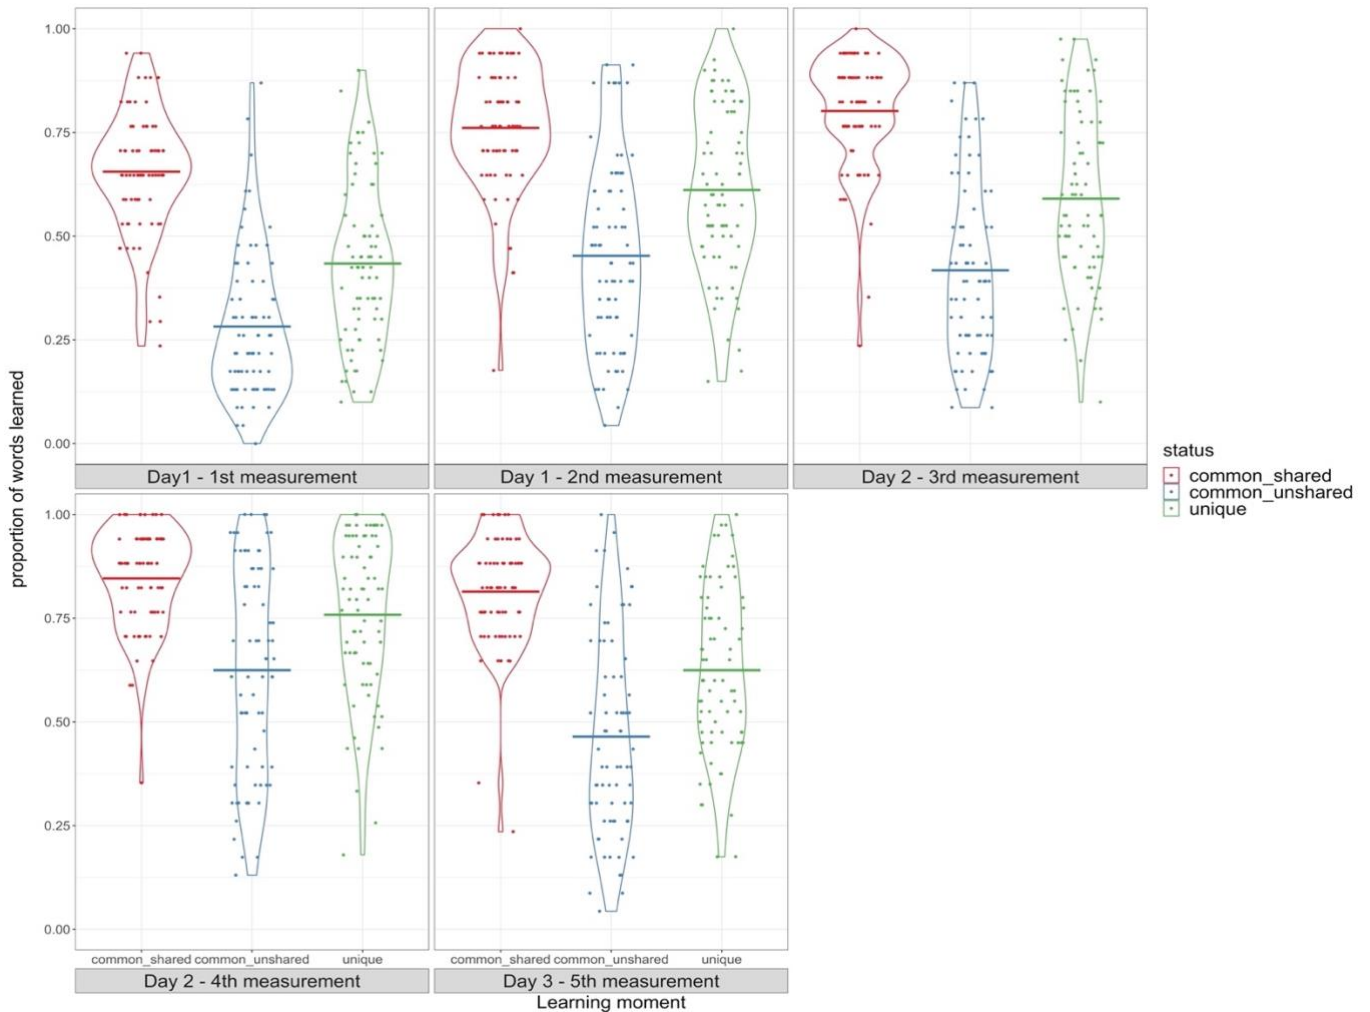 proportion of words learned
1.00
0.75
0.50
0.25
0.00
Day1 - 1st measurement
Day 1 - 2nd measurement
Day 2 - 3rd measurement
status
common_shared
common_unshared
unique
1.00
0.75
0.50
0.25
0.00
common_shared common_unshared unique
common_shared common_unshared unique
Day 2 - 4th measurement
Day 3 - 5th measurement
Learning moment